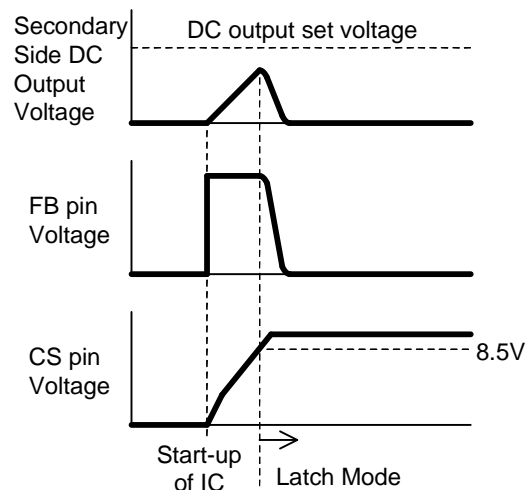 Secondary
Side DC
Output
Voltage
DC output set voltage
FB pin
Voltage
CS pin
Voltage
8.5V
Start-up
of IC
Latch Mode